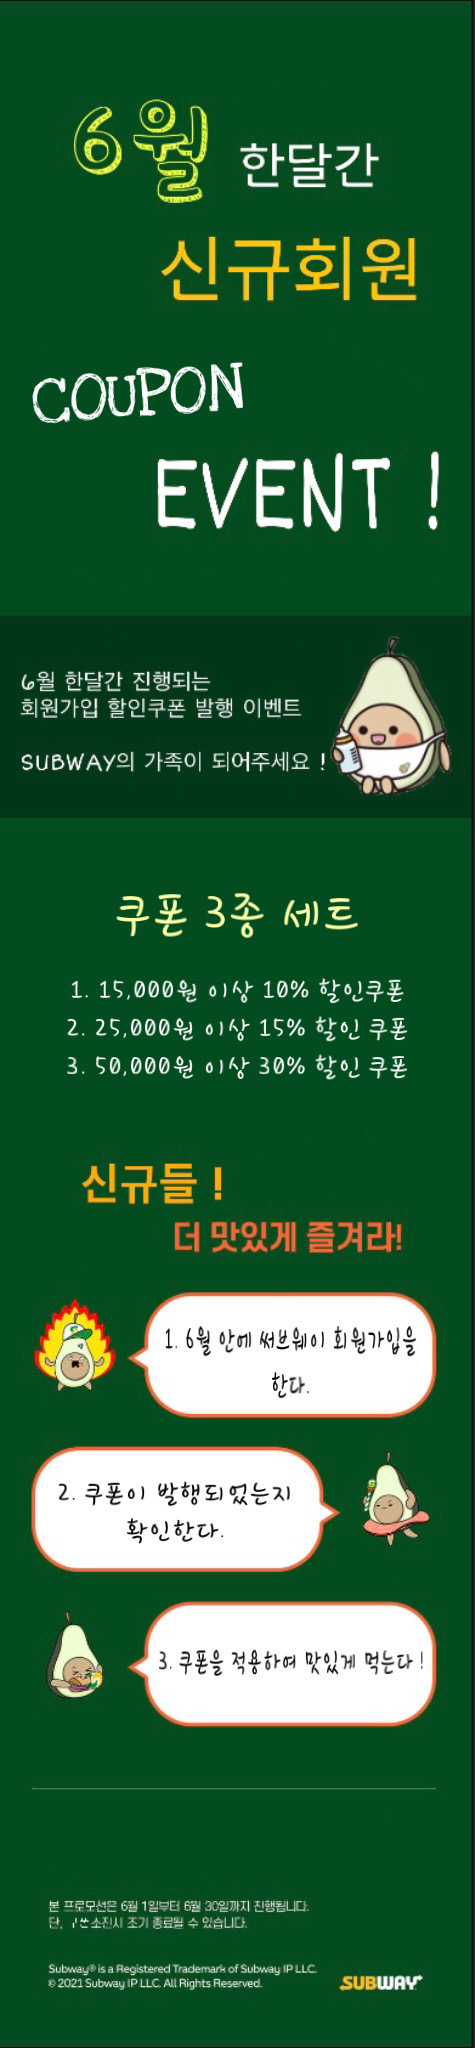 6월 한달간
신규회원
COUPON
EVENT !
6월 한달간 진행되는
회원가입 할인쿠폰 발행 이벤트
SUBWAY의 가족이 되어주세요 !
쿠폰 3종 세트
1. 15,000원 이상 10% 할인쿠폰
2. 25,000원 이상 15% 할인 쿠폰
3. 50,000원 이상 30% 할인 쿠폰
신규들 !
더 맛있게 즐겨라!
1. 6월 안에 써브웨이 회원가입을
한다.
2. 쿠폰이 발행되었는지
확인한다.
3. 쿠폰을 적용하여 맛있게 먹는다 !
본 프로모션은 6월 1일부터 6월 30일까지 진행됩니다.
단, 소진시 조기 종료될 수 있습니다.
Subway® is a Registered Trademark of Subway IP LLC.
© 2021 Subway IP LLC. All Rights Reserved.
SUBWAY